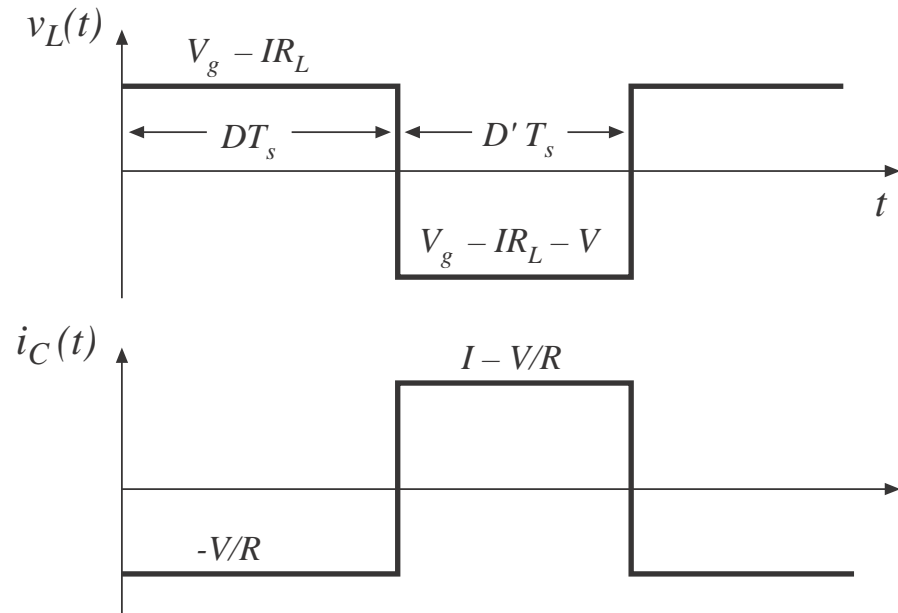 v_L(t)
V_g – IR_L
DT_s
D' T_s
t
V_g – IR_L – V
i_C(t)
I – V/R
-V/R